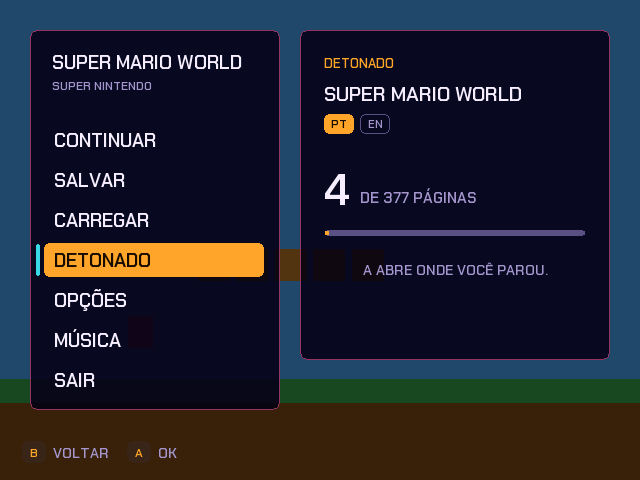 SUPER MARIO WORLD
SUPER NINTENDO
CONTINUAR
SALVAR
CARREGAR
DETONADO
OPÇÕES
MÚSICA
SAIR
DETONADO
SUPER MARIO WORLD
PT EN
4 DE 377 PÁGINAS
A ABRE ONDE VOCÊ PAROU.
B VOLTAR A OK